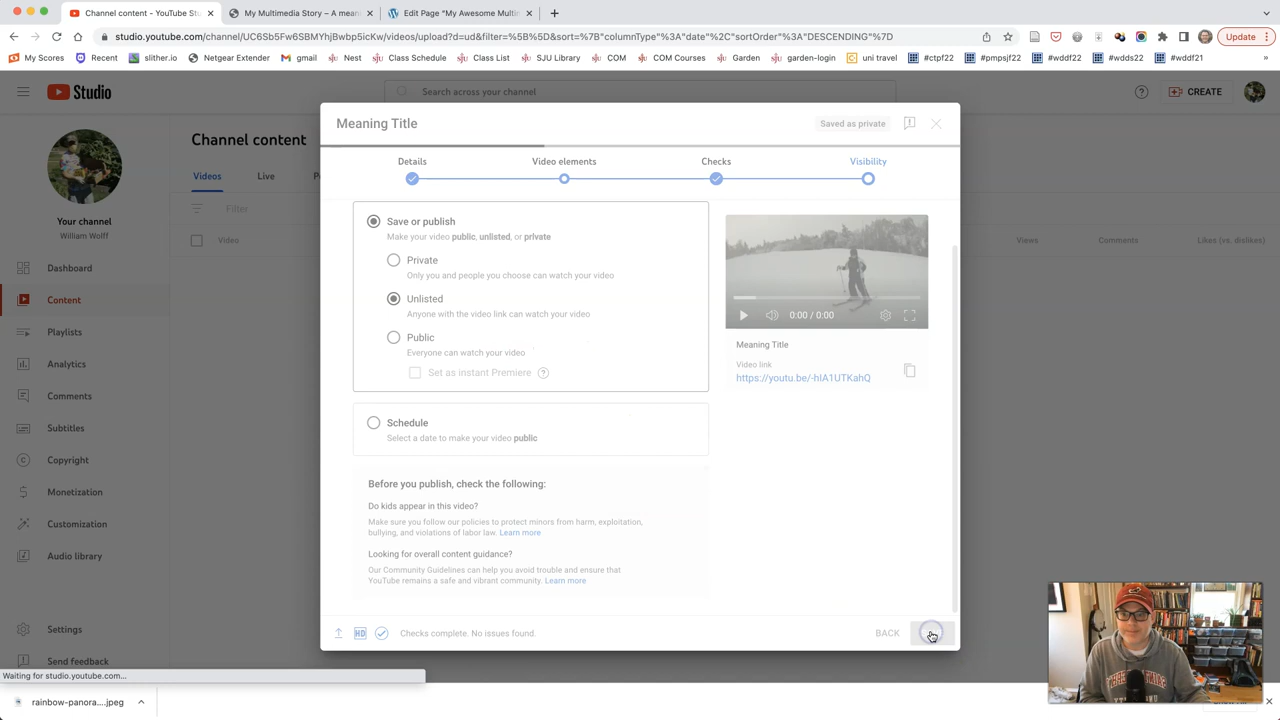 Channel content - YouTube Stu
My Multimedia Story – A meani
Edit Page "My Awesome Multin
studio.youtube.com/channel/UC6Sb5Fw6SBMYhjBwbp5icKw/videos/upload?d=ud&filter=%5B%5D&sort=%7B"columnType"%3A"date"%2C"sortOrder"%3A"DESCENDING"%7D
Update
My Scores Recent slither.io Netgear Extender gmail Nest Class Schedule Class List SJU Library COM COM Courses Garden garden-login uni travel #ctpf22 #pmpsjf22 #wddf22 #wdds22 #wddf21 »
Studio
Search across your channel
CREATE
Channel content
Videos Live P
Filter
Video Views Comments Likes (vs. dislikes)
Your channel
William Wolff
Dashboard
Content
Playlists
Analytics
Comments
Subtitles
Copyright
Monetization
Customization
Audio library
Settings
Send feedback
Meaning Title
Saved as private
Details Video elements Checks Visibility
Save or publish
Make your video public, unlisted, or private
Private
Only you and people you choose can watch your video
Unlisted
Anyone with the video link can watch your video
Public
Everyone can watch your video
Set as instant Premiere
Schedule
Select a date to make your video public
Before you publish, check the following:
Do kids appear in this video?
Make sure you follow our policies to protect minors from harm, exploitation,
bullying, and violations of labor law. Learn more
Looking for overall content guidance?
Our Community Guidelines can help you avoid trouble and ensure that
YouTube remains a safe and vibrant community. Learn more
0:00 / 0:00
Meaning Title
Video link
https://youtu.be/-hIA1UTKahQ
HD
Checks complete. No issues found.
BACK
Waiting for studio.youtube.com...
rainbow-panora....jpeg